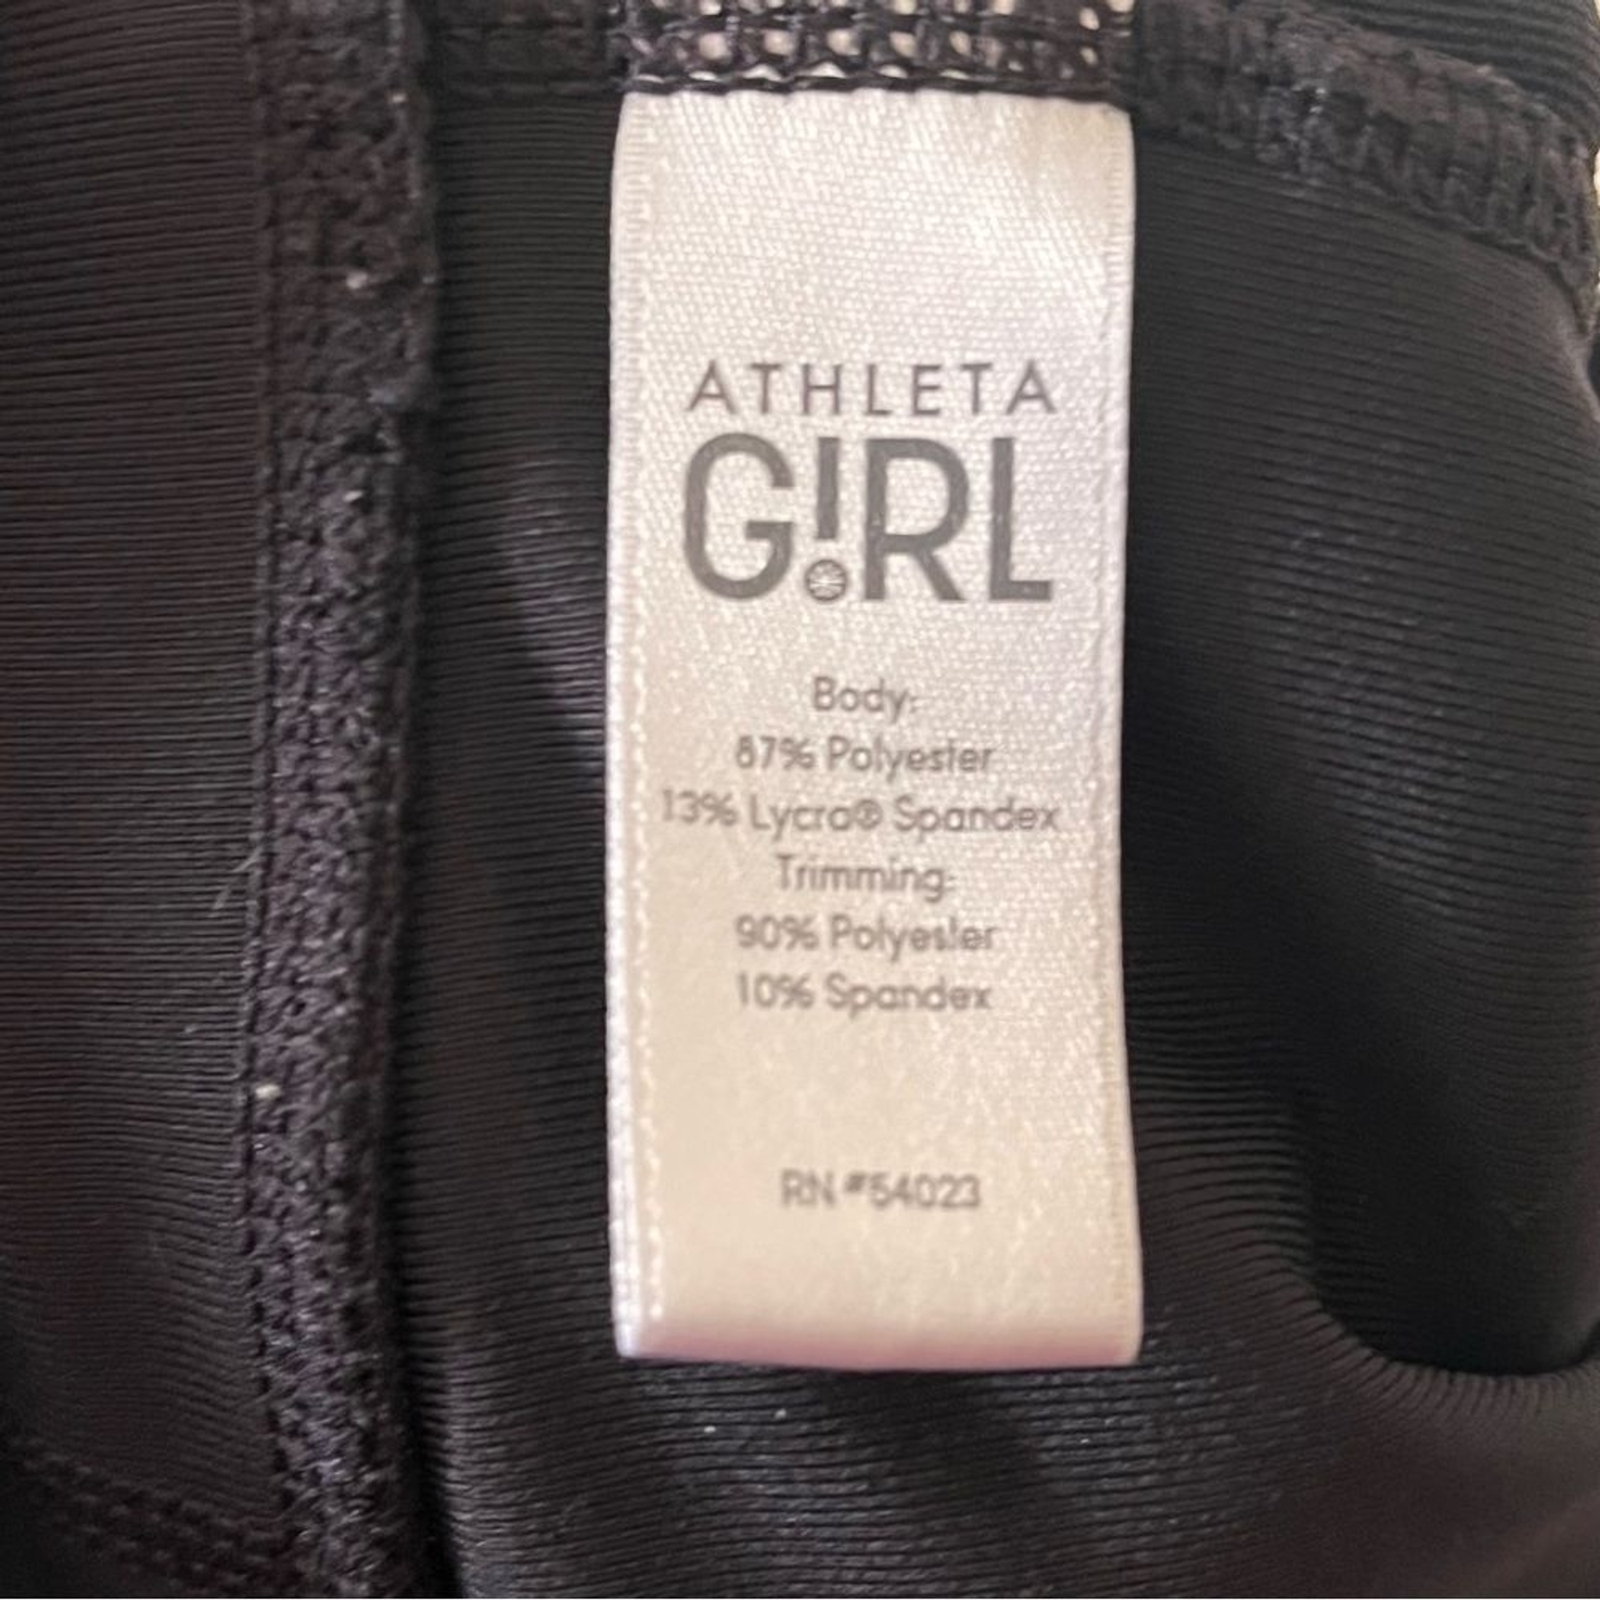 ATHLETA
G!RL
Body:
87% Polyester
13% Lycra® Spandex
Trimming:
90% Polyester
10% Spandex
RN #54023